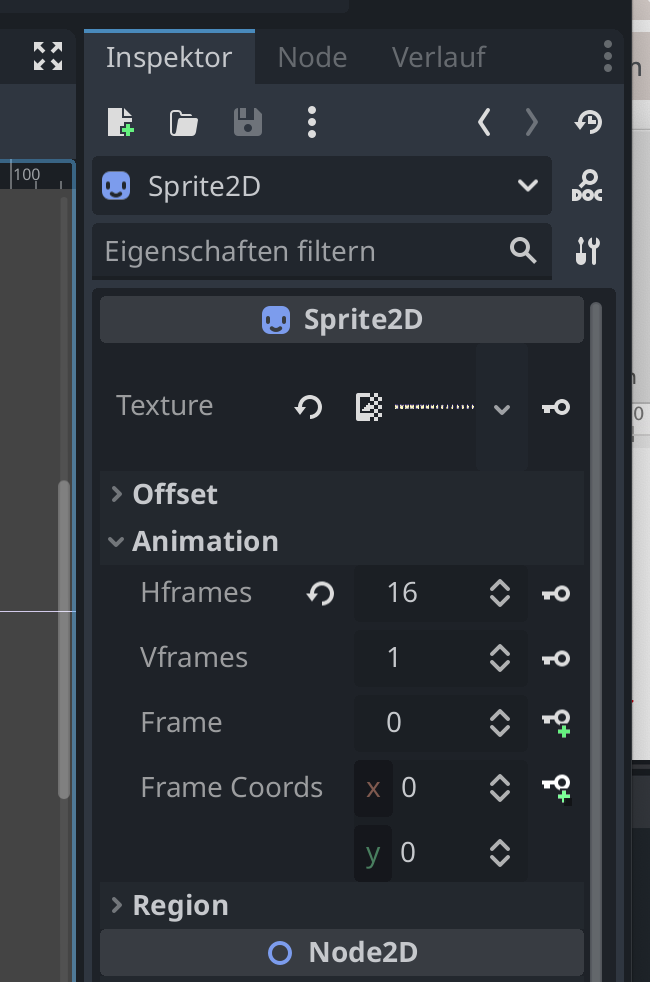 Inspektor Node Verlauf
100
Sprite2D
DOC
Eigenschaften filtern
Sprite2D
Texture
Offset
Animation
Hframes 16
Vframes 1
Frame 0
Frame Coords x 0
y 0
Region
Node2D